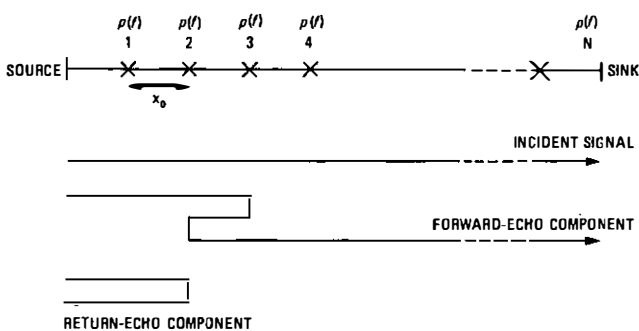 p(f) p(f) p(f) p(f) p(f)
1 2 3 4 N
SOURCE SINK
x₀
INCIDENT SIGNAL
FORWARD-ECHO COMPONENT
RETURN-ECHO COMPONENT